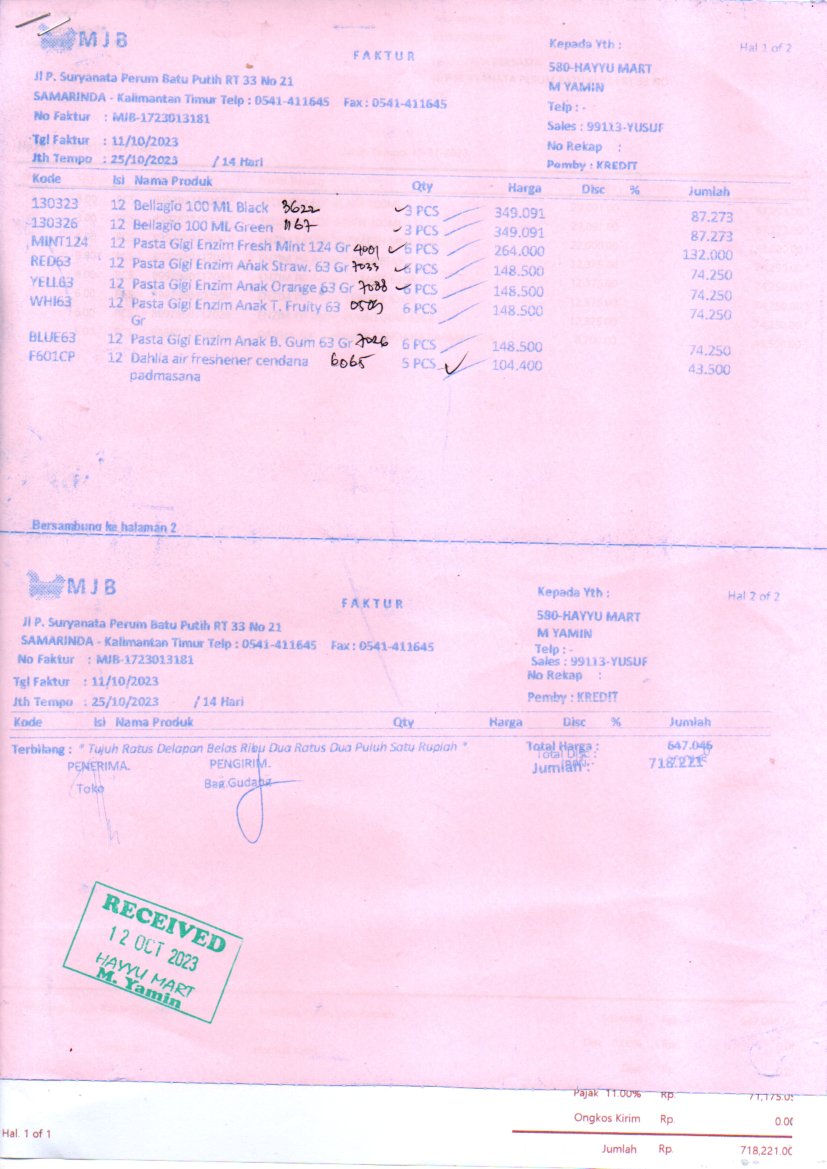 MJB
FAKTUR
Kepada Yth :
Hal 1 of 2
580-HAYYU MART
Jl P. Suryanata Perum Batu Putih RT 33 No 21
M YAMIN
SAMARINDA - Kalimantan Timur Telp : 0541-411645 Fax : 0541-411645
Telp : -
No Faktur : MJB-1723013181
Sales : 99113-YUSUF
Tgl Faktur : 11/10/2023
No Rekap :
Jth Tempo : 25/10/2023 / 14 Hari
Pemby : KREDIT
Kode Isi Nama Produk Qty Harga Disc % Jumlah
130323 12 Bellagio 100 ML Black 3622 3 PCS 349.091 87.273
130326 12 Bellagio 100 ML Green 1167 3 PCS 349.091 87.273
MINT124 12 Pasta Gigi Enzim Fresh Mint 124 Gr 4001 6 PCS 264.000 132.000
RED63 12 Pasta Gigi Enzim Anak Straw. 63 Gr 7033 6 PCS 148.500 74.250
YELL63 12 Pasta Gigi Enzim Anak Orange 63 Gr 7088 6 PCS 148.500 74.250
WHI63 12 Pasta Gigi Enzim Anak T. Fruity 63 6 PCS 148.500 74.250
Gr
BLUE63 12 Pasta Gigi Enzim Anak B. Gum 63 Gr 7026 6 PCS 148.500 74.250
F601CP 12 Dahlia air freshener cendana 6065 5 PCS 104.400 43.500
padmasana
Bersambung ke halaman 2
MJB
FAKTUR
Kepada Yth :
Hal 2 of 2
580-HAYYU MART
Jl P. Suryanata Perum Batu Putih RT 33 No 21
M YAMIN
SAMARINDA - Kalimantan Timur Telp : 0541-411645 Fax : 0541-411645
Telp : -
No Faktur : MJB-1723013181
Sales : 99113-YUSUF
No Rekap :
Tgl Faktur : 11/10/2023
Jth Tempo : 25/10/2023 / 14 Hari
Pemby : KREDIT
Kode Isi Nama Produk Qty Harga Disc % Jumlah
Terbilang : * Tujuh Ratus Delapan Belas Ribu Dua Ratus Dua Puluh Satu Rupiah *
Total Harga : 647.046
Total Disc :
Jumlah : 718.221
PENERIMA. PENGIRIM.
Toko Bag.Gudang
RECEIVED
12 OCT 2023
HAYYU MART
M. Yamin
Pajak 11.00% Rp. 71,175.0
Ongkos Kirim Rp. 0.00
Hal. 1 of 1
Jumlah Rp. 718,221.00